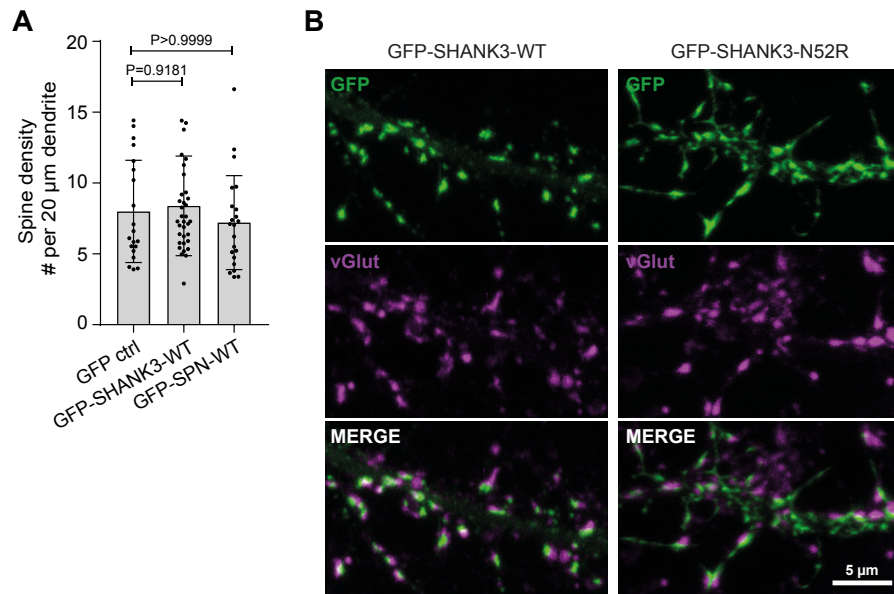 A
20
15
10
5
0
Spine density
# per 20 µm dendrite
P>0.9999
P=0.9181
GFP ctrl
GFP-SHANK3-WT
GFP-SPN-WT
B
GFP-SHANK3-WT
GFP-SHANK3-N52R
GFP
GFP
vGlut
vGlut
MERGE
MERGE
5 µm